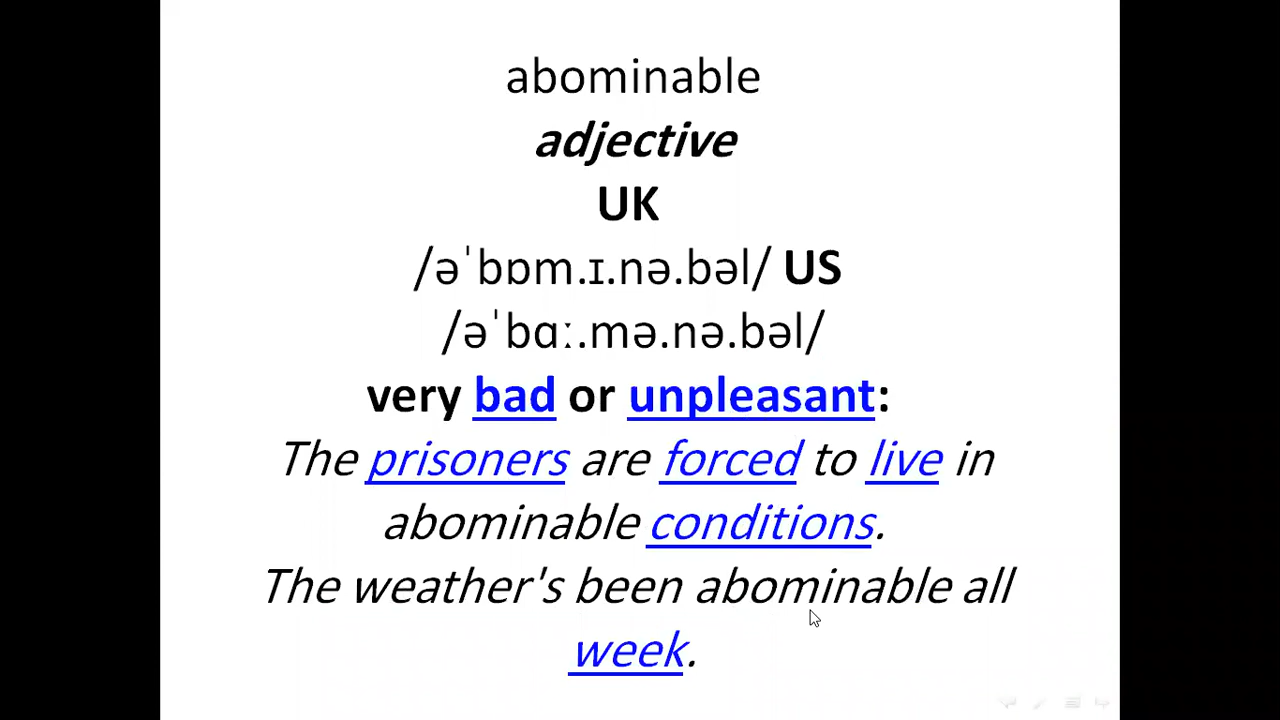 abominable
adjective
UK
/əˈbɒm.ɪ.nə.bəl/ US
/əˈbɑː.mə.nə.bəl/
very bad or unpleasant:
The prisoners are forced to live in
abominable conditions.
The weather's been abominable all
week.